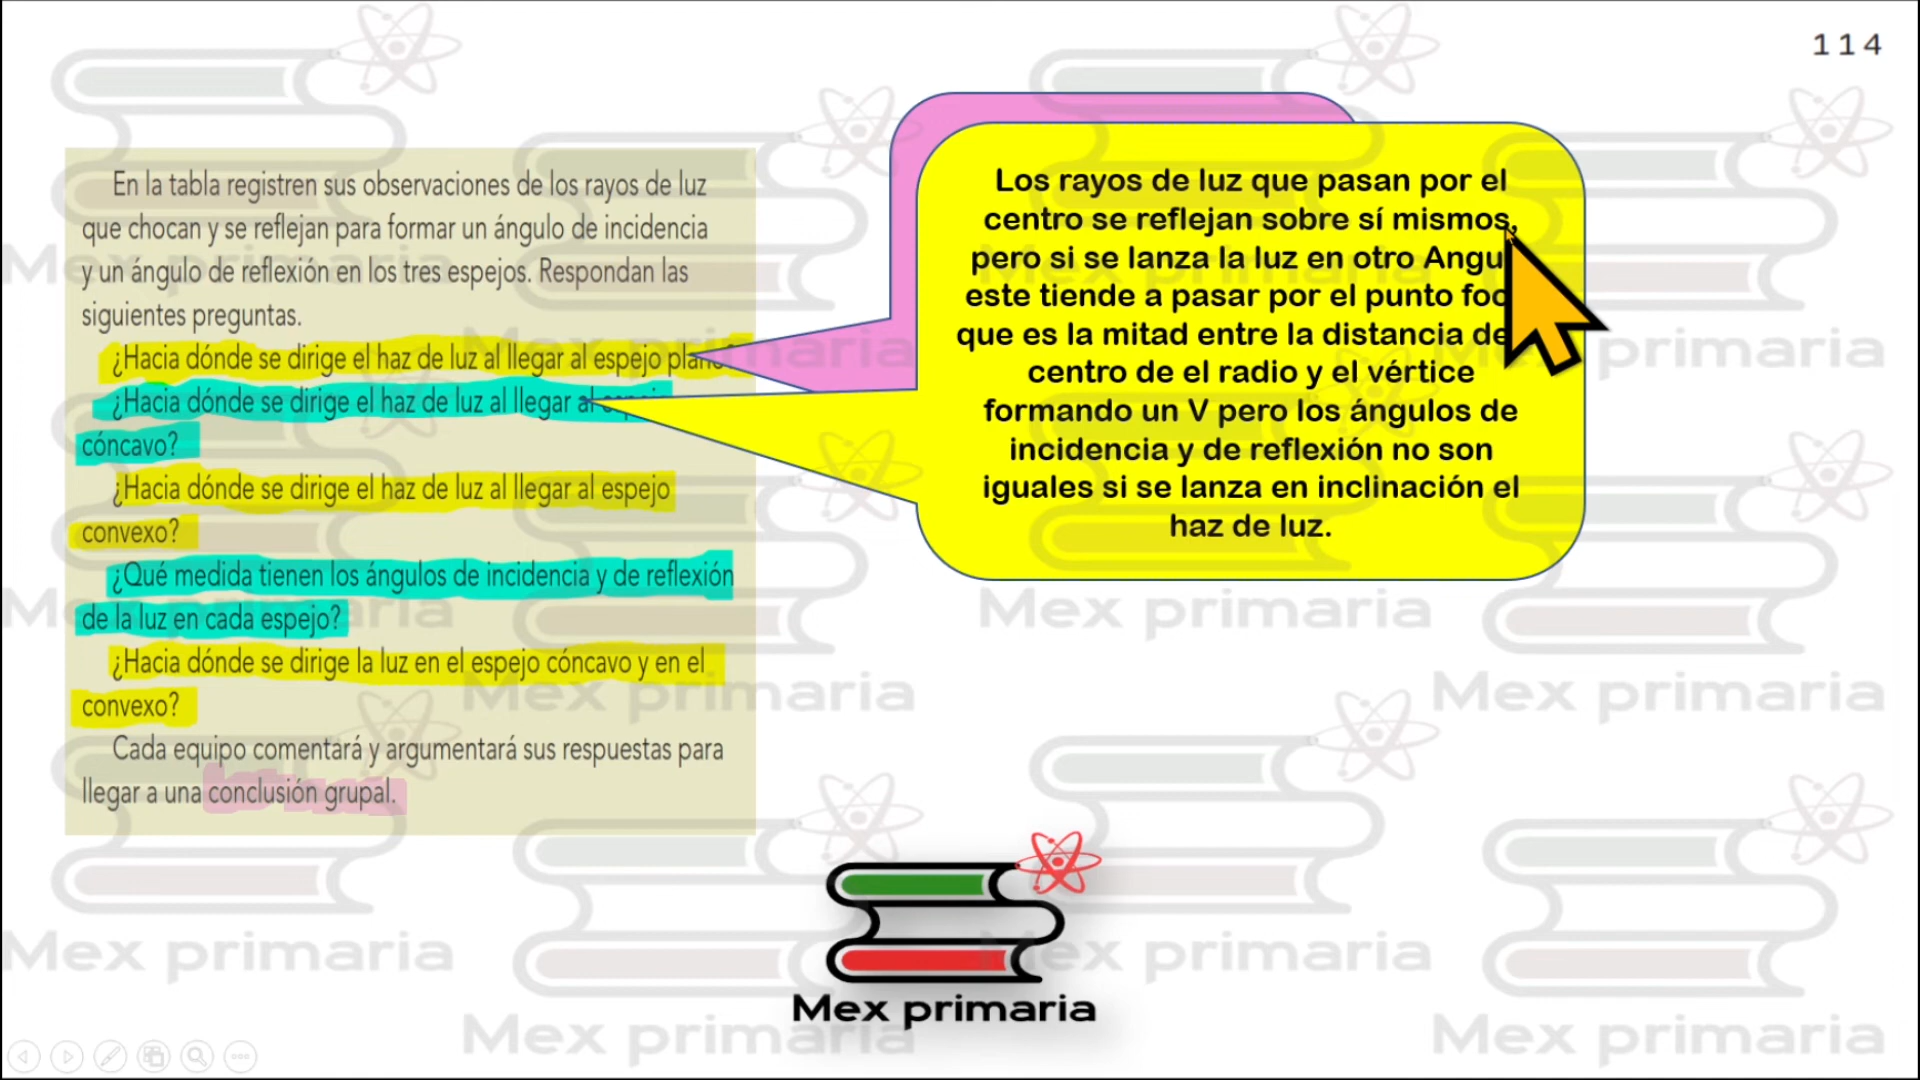 114
En la tabla registren sus observaciones de los rayos de luz
que chocan y se reflejan para formar un ángulo de incidencia
y un ángulo de reflexión en los tres espejos. Respondan las
siguientes preguntas.
¿Hacia dónde se dirige el haz de luz al llegar al espejo plano?
¿Hacia dónde se dirige el haz de luz al llegar al espejo
cóncavo?
¿Hacia dónde se dirige el haz de luz al llegar al espejo
convexo?
¿Qué medida tienen los ángulos de incidencia y de reflexión
de la luz en cada espejo?
¿Hacia dónde se dirige la luz en el espejo cóncavo y en el
convexo?
Cada equipo comentará y argumentará sus respuestas para
llegar a una conclusión grupal.
Los rayos de luz que pasan por el
centro se reflejan sobre sí mismos,
pero si se lanza la luz en otro Angu
este tiende a pasar por el punto foc
que es la mitad entre la distancia de
centro de el radio y el vértice
formando un V pero los ángulos de
incidencia y de reflexión no son
iguales si se lanza en inclinación el
haz de luz.
Mex primaria